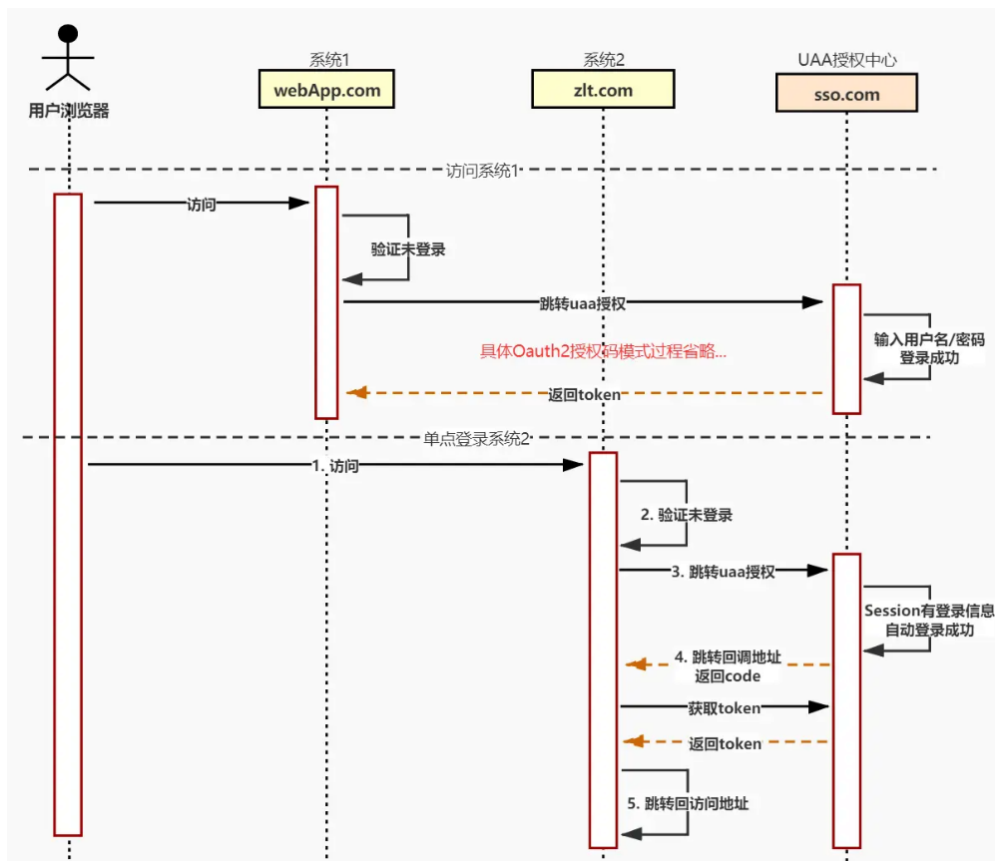 系统1
系统2
UAA授权中心
webApp.com
zlt.com
sso.com
用户浏览器
访问系统1
访问
验证未登录
跳转uaa授权
输入用户名/密码
登录成功
具体Oauth2授权码模式过程省略...
返回token
单点登录系统2
1. 访问
2. 验证未登录
3. 跳转uaa授权
Session有登录信息
自动登录成功
4. 跳转回调地址
返回code
获取token
返回token
5. 跳转回访问地址